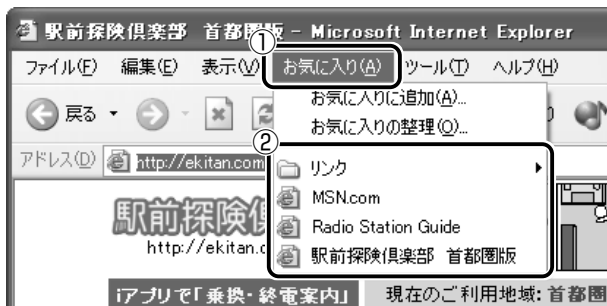 駅前探険倶楽部 首都圏版 - Microsoft Internet Explorer
①
ファイル(F) 編集(E) 表示(V) お気に入り(A) ツール(T) ヘルプ(H)
お気に入りに追加(A)...
戻る
お気に入りの整理(O)...
②
アドレス(D) http://ekitan.com
リンク
MSN.com
駅前探険倶
Radio Station Guide
http://ekitan.c
駅前探険倶楽部 首都圏版
iアプリで「乗換・終電案内」 現在のご利用地域: 首都圏